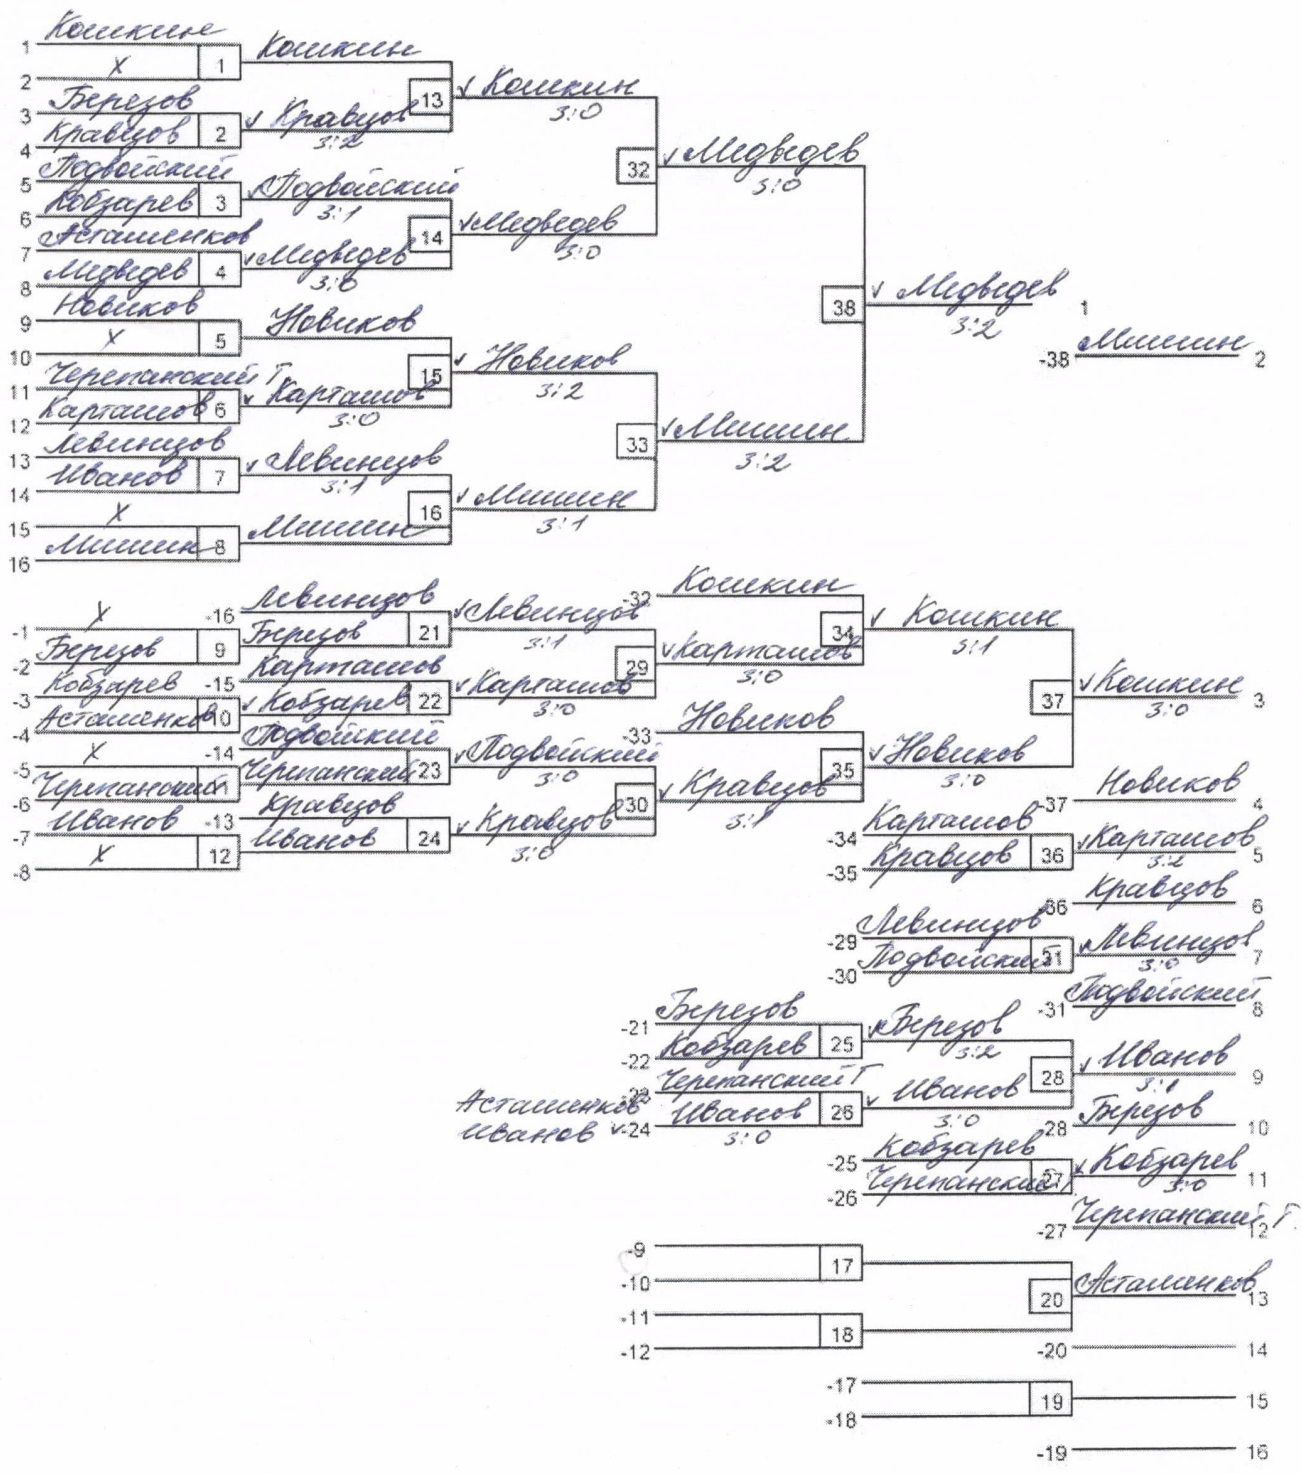 1 Кошкин
X 1 Кошкин
2
3 Березов 13 ✓ Кошкин
3:0
4 Кравцов 2 ✓ Кравцов
3:2
5 Подвойский 32 ✓ Медведев
3:0
6 Кобзарев 3 ✓ Подвойский
3:1
7 Асташенков 14 ✓ Медведев
3:0
8 Медведев 4 ✓ Медведев
3:0
38 ✓ Медведев 1
3:2
9 Новиков
X 5 Новиков
10
-38 Мишин 2
11 Черепанский Г 15 ✓ Новиков
3:2
12 Карташов 6 ✓ Карташов
3:0
13 Левинцов 33 ✓ Мишин
3:2
14 Иванов 7 ✓ Левинцов
3:1
15 X 16 ✓ Мишин
3:1
16 Мишин 8 Мишин
-32 Кошкин
-1 X -16 Левинцов 21 ✓ Левинцов
3:1
34 ✓ Кошкин
3:1
-2 Березов 9 Березов
29 ✓ Карташов
3:0
-3 Кобзарев -15 Карташов 22 ✓ Карташов
3:0
37 ✓ Кошкин 3
3:0
-4 Асташенков 10 ✓ Кобзарев
-33 Новиков
-5 X -14 Подвойский 23 ✓ Подвойский
3:0
35 ✓ Новиков
3:0
-6 Черепанский 11 Черепанский
30 ✓ Кравцов
3:1
-37 Новиков 4
-7 Иванов -13 Кравцов 24 ✓ Кравцов
3:0
-8 X 12 Иванов
-34 Карташов
-35 Кравцов 36 ✓ Карташов 5
3:2
-36 Кравцов 6
-29 Левинцов
-30 Подвойский 31 ✓ Левинцов 7
3:0
-31 Подвойский 8
-21 Березов
-22 Кобзарев 25 ✓ Березов
3:2
28 ✓ Иванов 9
-23 Черепанский Г
Асташенков
Иванов ✓ -24 Иванов 26 ✓ Иванов
3:0 3:0
-28 Березов 10
-25 Кобзарев
-26 Черепанский Г. 27 ✓ Кобзарев 11
3:0
-27 Черепанский Г. 12
-9
-10 17
-11
-12 18
20 Асташенков 13
-20 14
-17
-18 19 15
-19 16